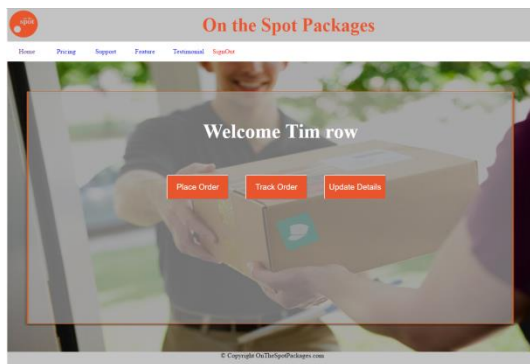 spot
On the Spot Packages
Home Pricing Support Feature Testimonial SignOut
Welcome Tim row
Place Order Track Order Update Details
© Copyright OnTheSpotPackages.com